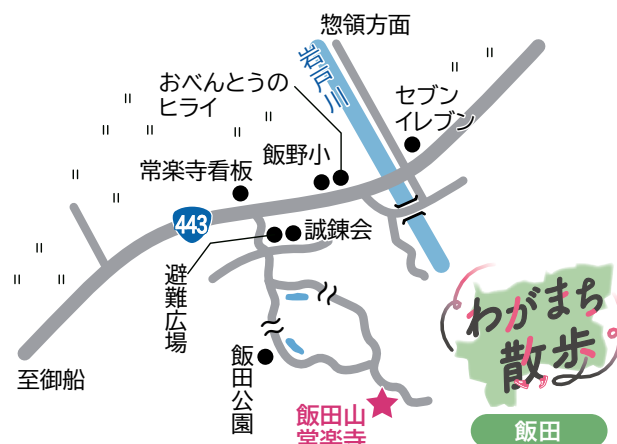 惣領方面
岩戸川
おべんとうの
ヒライ
セブン
イレブン
飯野小
常楽寺看板
443
誠錬会
避難広場
わがまち
散歩
飯田公園
至御船
飯田山
常楽寺
飯田